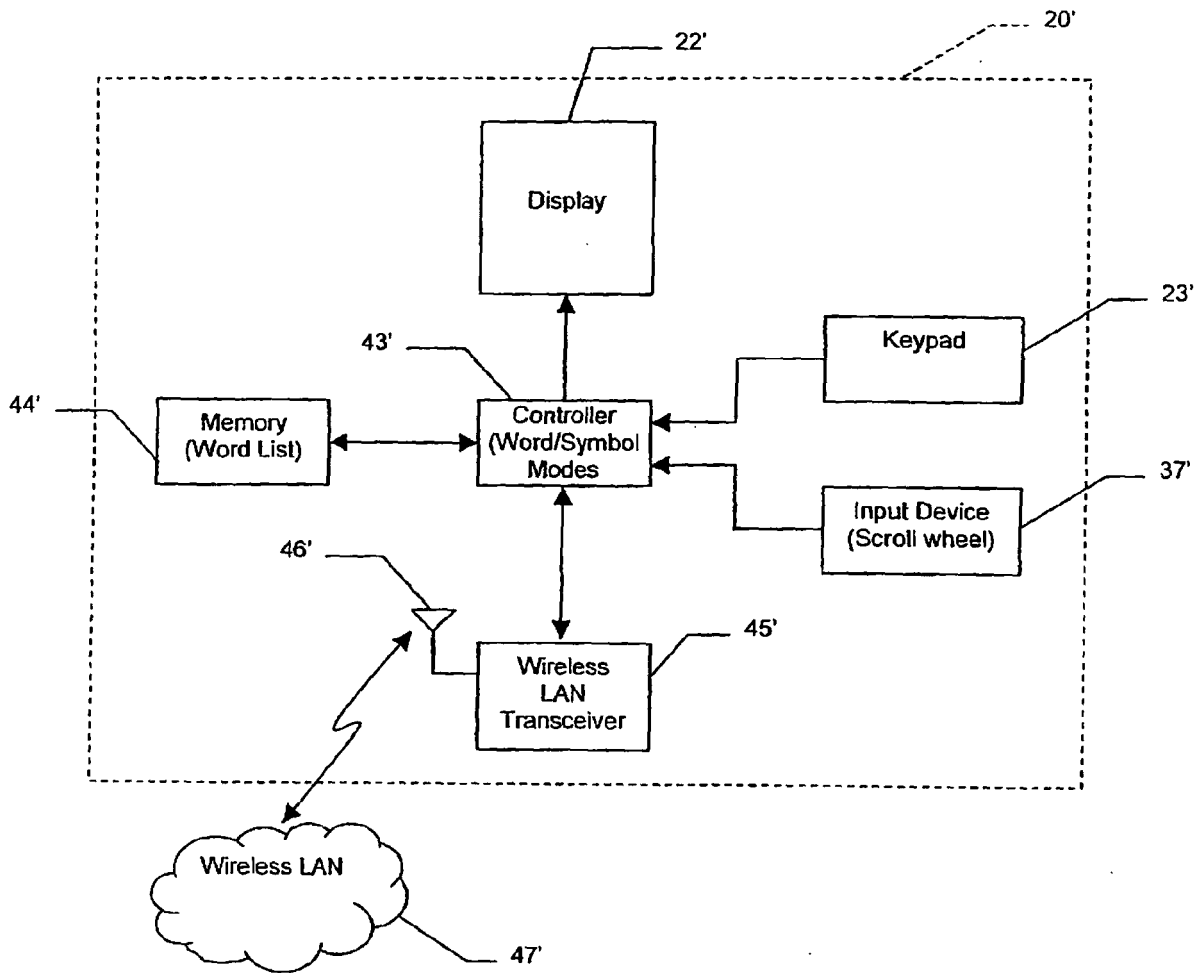 20'
22'
Display
23'
Keypad
43'
44'
Memory
(Word List)
Controller
(Word/Symbol
Modes
37'
Input Device
(Scroll wheel)
46'
45'
Wireless
LAN
Transceiver
Wireless LAN
47'